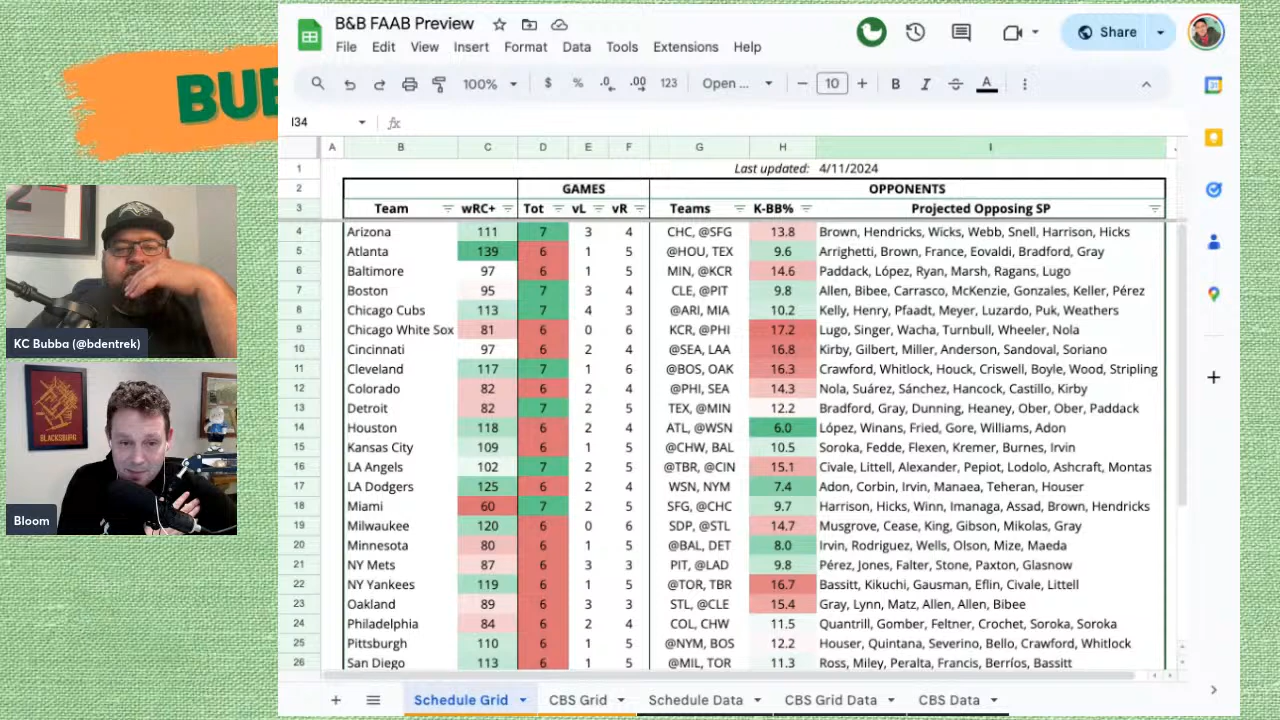 BUB
B&B FAAB Preview
File Edit View Insert Format Data Tools Extensions Help
Share
100% % .0 .00 123 Open ... 10 B I S A
I34 fx
A B C D E F G H I
1 Last updated: 4/11/2024
2 GAMES OPPONENTS
3 Team wRC+ Tot vL vR Teams K-BB% Projected Opposing SP
4 Arizona 111 7 3 4 CHC, @SFG 13.8 Brown, Hendricks, Wicks, Webb, Snell, Harrison, Hicks
5 Atlanta 139 6 1 5 @HOU, TEX 9.6 Arrighetti, Brown, France, Eovaldi, Bradford, Gray
6 Baltimore 97 6 1 5 MIN, @KCR 14.6 Paddack, López, Ryan, Marsh, Ragans, Lugo
7 Boston 95 7 3 4 CLE, @PIT 9.8 Allen, Bibee, Carrasco, McKenzie, Gonzales, Keller, Pérez
8 Chicago Cubs 113 7 4 3 @ARI, MIA 10.2 Kelly, Henry, Pfaadt, Meyer, Luzardo, Puk, Weathers
9 Chicago White Sox 81 6 0 6 KCR, @PHI 17.2 Lugo, Singer, Wacha, Turnbull, Wheeler, Nola
10 Cincinnati 97 6 2 4 @SEA, LAA 16.8 Kirby, Gilbert, Miller, Anderson, Sandoval, Soriano
11 Cleveland 117 7 1 6 @BOS, OAK 16.3 Crawford, Whitlock, Houck, Criswell, Boyle, Wood, Stripling
12 Colorado 82 6 2 4 @PHI, SEA 14.3 Nola, Suárez, Sánchez, Hancock, Castillo, Kirby
13 Detroit 82 7 2 5 TEX, @MIN 12.2 Bradford, Gray, Dunning, Heaney, Ober, Ober, Paddack
14 Houston 118 6 2 4 ATL, @WSN 6.0 López, Winans, Fried, Gore, Williams, Adon
15 Kansas City 99 6 1 5 @CHW, BAL 10.5 Soroka, Fedde, Flexen, Kremer, Burnes, Irvin
16 LA Angels 102 7 2 5 @TBR, @CIN 15.1 Civale, Littell, Alexander, Pepiot, Lodolo, Ashcraft, Montas
17 LA Dodgers 125 6 2 4 WSN, NYM 7.4 Adon, Corbin, Irvin, Manaea, Teheran, Houser
18 Miami 60 7 2 5 SFG, @CHC 9.7 Harrison, Hicks, Winn, Imanaga, Assad, Brown, Hendricks
19 Milwaukee 120 6 0 6 SDP, @STL 14.7 Musgrove, Cease, King, Gibson, Mikolas, Gray
20 Minnesota 80 6 1 5 @BAL, DET 8.0 Irvin, Rodriguez, Wells, Olson, Mize, Maeda
21 NY Mets 87 6 3 3 PIT, @LAD 9.8 Pérez, Jones, Falter, Stone, Paxton, Glasnow
22 NY Yankees 119 6 1 5 @TOR, TBR 16.7 Bassitt, Kikuchi, Gausman, Eflin, Civale, Littell
23 Oakland 89 6 3 3 STL, @CLE 15.4 Gray, Lynn, Matz, Allen, Allen, Bibee
24 Philadelphia 84 6 2 4 COL, CHW 11.5 Quantrill, Gomber, Feltner, Crochet, Soroka, Soroka
25 Pittsburgh 110 6 1 5 @NYM, BOS 12.2 Houser, Quintana, Severino, Bello, Crawford, Whitlock
26 San Diego 113 6 1 5 @MIL, TOR 11.3 Ross, Miley, Peralta, Francis, Berríos, Bassitt
Schedule Grid BS Grid Schedule Data CBS Grid Data CBS Data
KC Bubba (@bdentrek)
BLACKSBURG
Bloom